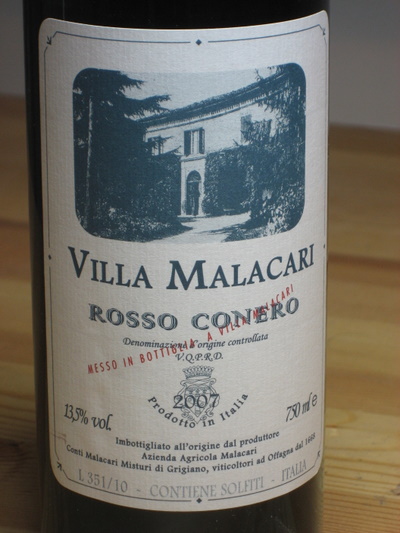 VILLA MALACARI
ROSSO CONERO
Denominazione d'origine controllata
MESSO IN BOTTIGLIA A VILLA MALACARI
V.Q.P.R.D.
2007
Prodotto in Italia
13,5% vol.
750 ml e
Imbottigliato all'origine dal produttore
Azienda Agricola Malacari
Conti Malacari Misturi di Grigiano, viticoltori ad Offagna dal 1668
L 351/10 - CONTIENE SOLFITI - ITALIA